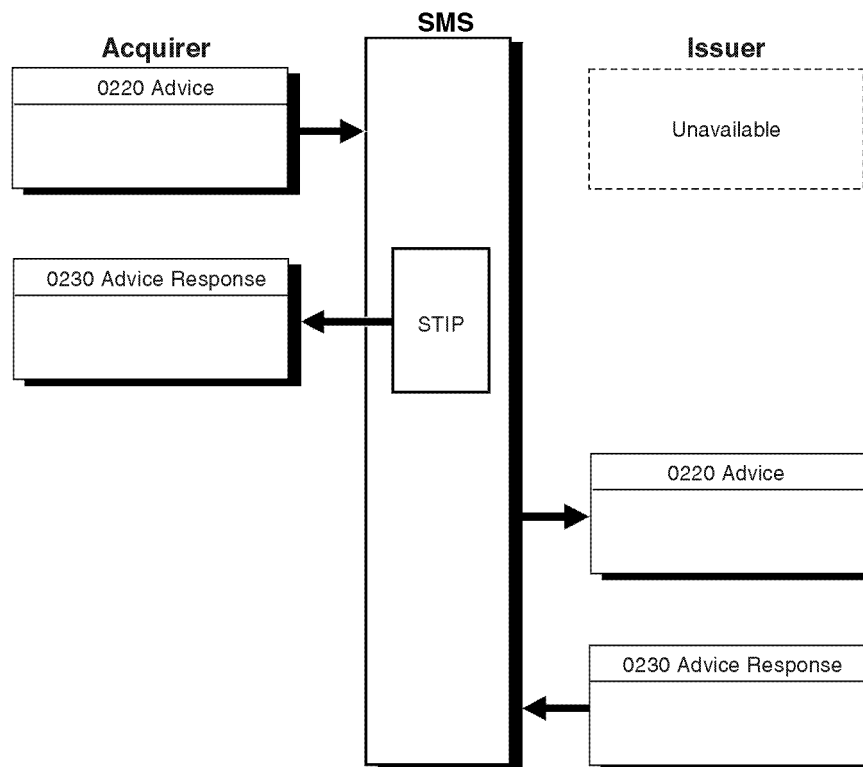 SMS
Acquirer
Issuer
0220 Advice
Unavailable
0230 Advice Response
STIP
0220 Advice
0230 Advice Response